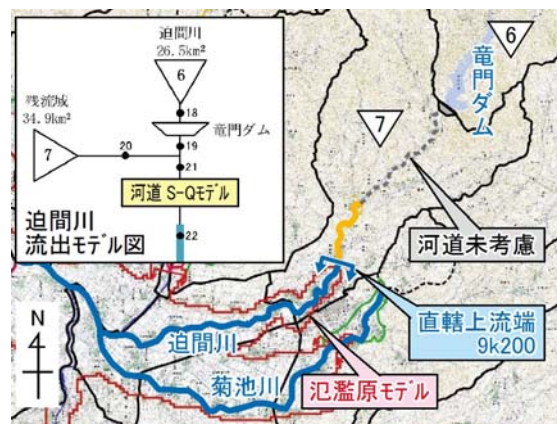 迫間川
26.5km²
6
18
竜門ダム
残流域
34.9km²
7
20
19
21
河道 S-Qモデル
22
迫間川
流出モデル図
6
竜門ダム
7
河道未考慮
直轄上流端
9k200
迫間川
菊池川
氾濫原モデル
N